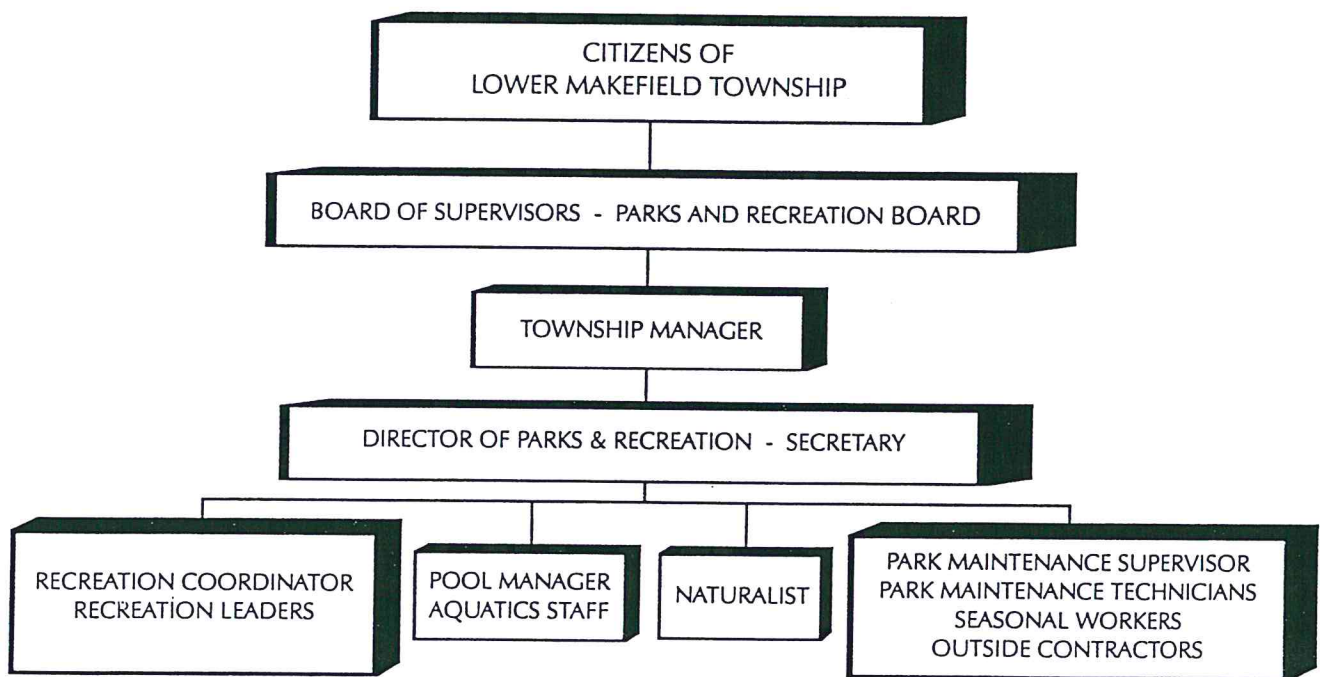 CITIZENS OF
LOWER MAKEFIELD TOWNSHIP
BOARD OF SUPERVISORS - PARKS AND RECREATION BOARD
TOWNSHIP MANAGER
DIRECTOR OF PARKS & RECREATION - SECRETARY
RECREATION COORDINATOR
RECREATION LEADERS
POOL MANAGER
AQUATICS STAFF
NATURALIST
PARK MAINTENANCE SUPERVISOR
PARK MAINTENANCE TECHNICIANS
SEASONAL WORKERS
OUTSIDE CONTRACTORS